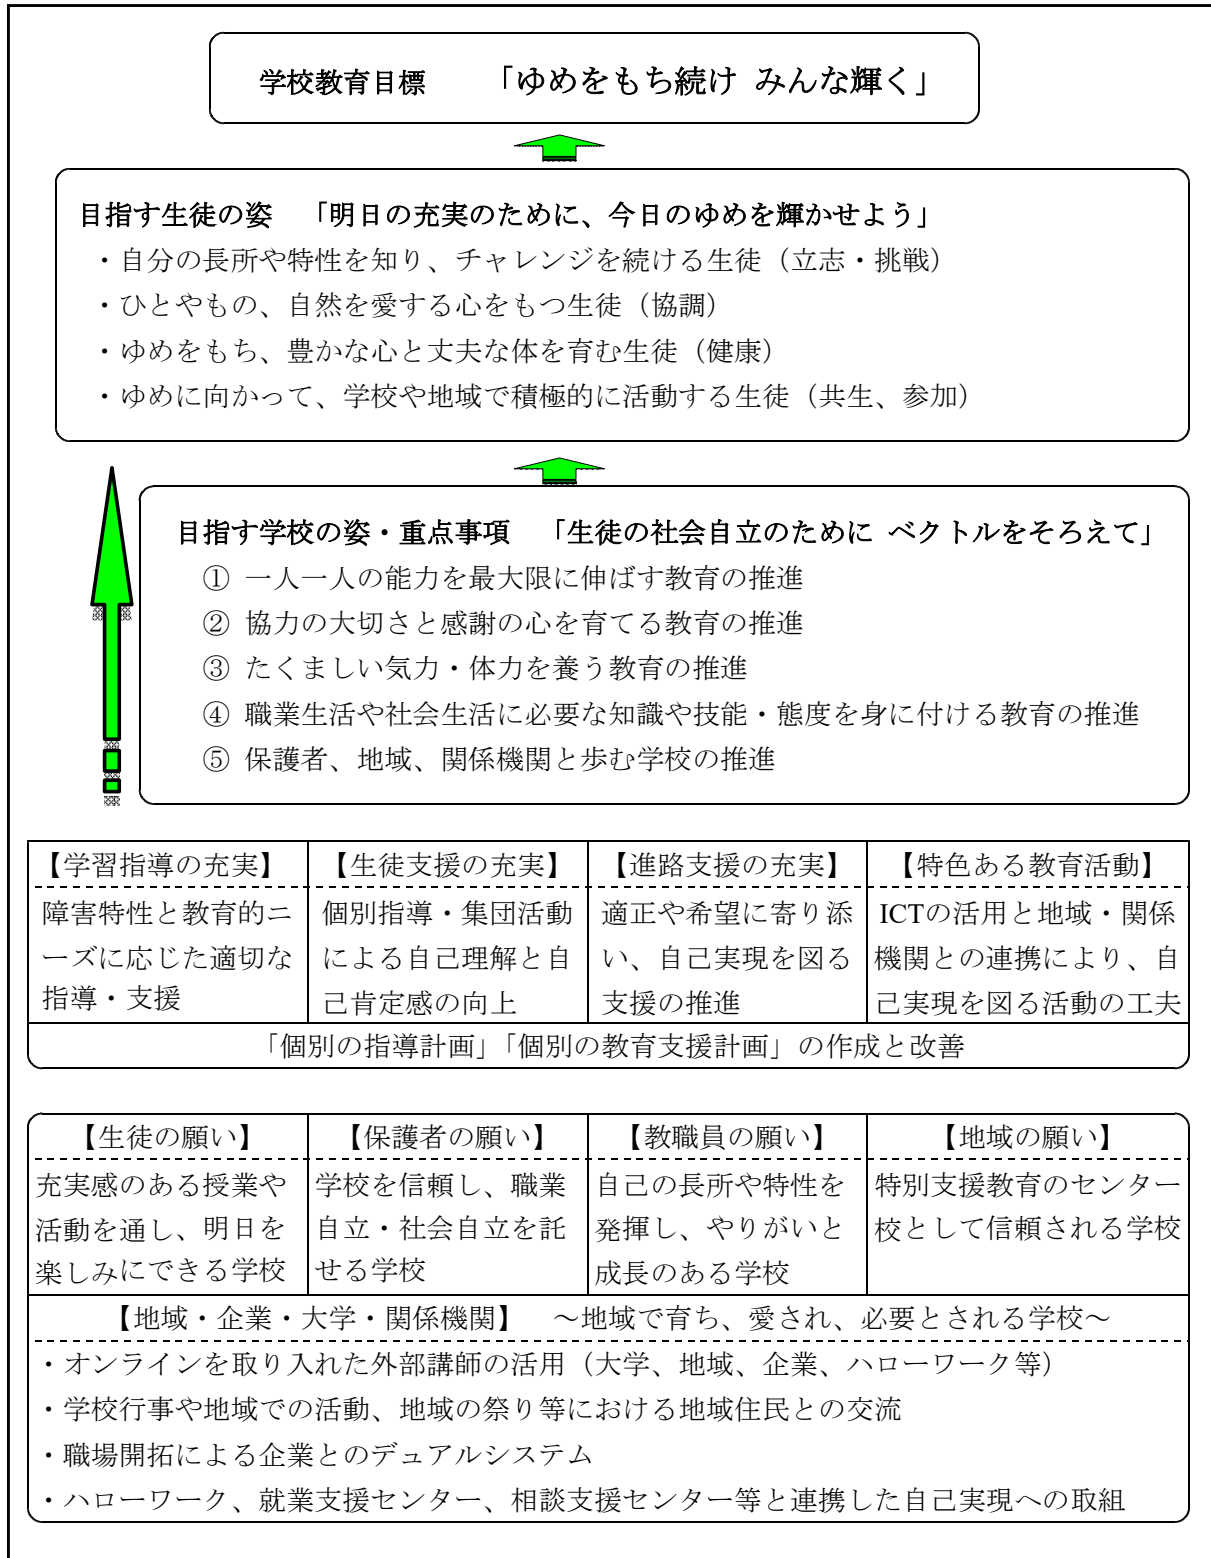 学校教育目標 「ゆめをもち続け みんな輝く」
目指す生徒の姿 「明日の充実のために、今日のゆめを輝かせよう」
・自分の長所や特性を知り、チャレンジを続ける生徒（立志・挑戦）
・ひとやもの、自然を愛する心をもつ生徒（協調）
・ゆめをもち、豊かな心と丈夫な体を育む生徒（健康）
・ゆめに向かって、学校や地域で積極的に活動する生徒（共生、参加）
目指す学校の姿・重点事項 「生徒の社会自立のために ベクトルをそろえて」
① 一人一人の能力を最大限に伸ばす教育の推進
② 協力の大切さと感謝の心を育てる教育の推進
③ たくましい気力・体力を養う教育の推進
④ 職業生活や社会生活に必要な知識や技能・態度を身に付ける教育の推進
⑤ 保護者、地域、関係機関と歩む学校の推進
【学習指導の充実】
障害特性と教育的ニ
ーズに応じた適切な
指導・支援
【生徒支援の充実】
個別指導・集団活動
による自己理解と自
己肯定感の向上
【進路支援の充実】
適正や希望に寄り添
い、自己実現を図る
支援の推進
【特色ある教育活動】
ICTの活用と地域・関係
機関との連携により、自
己実現を図る活動の工夫
「個別の指導計画」「個別の教育支援計画」の作成と改善
【生徒の願い】
充実感のある授業や
活動を通し、明日を
楽しみにできる学校
【保護者の願い】
学校を信頼し、職業
自立・社会自立を託
せる学校
【教職員の願い】
自己の長所や特性を
発揮し、やりがいと
成長のある学校
【地域の願い】
特別支援教育のセンター
校として信頼される学校
【地域・企業・大学・関係機関】 ～地域で育ち、愛され、必要とされる学校～
・オンラインを取り入れた外部講師の活用（大学、地域、企業、ハローワーク等）
・学校行事や地域での活動、地域の祭り等における地域住民との交流
・職場開拓による企業とのデュアルシステム
・ハローワーク、就業支援センター、相談支援センター等と連携した自己実現への取組